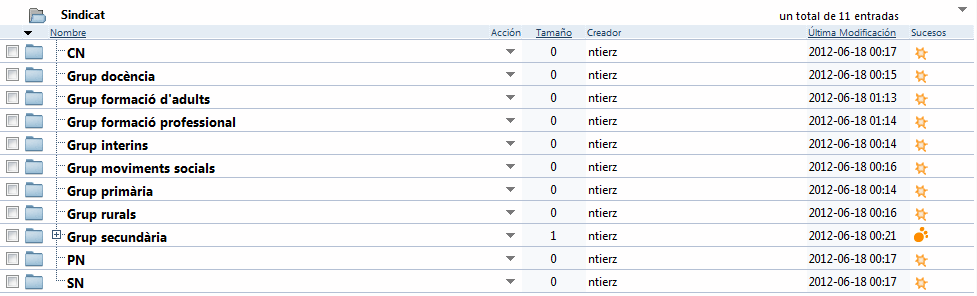 Sindicat un total de 11 entradas
Nombre Acción Tamaño Creador Última Modificación Sucesos
CN 0 ntierz 2012-06-18 00:17
Grup docència 0 ntierz 2012-06-18 00:15
Grup formació d'adults 0 ntierz 2012-06-18 01:13
Grup formació professional 0 ntierz 2012-06-18 01:14
Grup interins 0 ntierz 2012-06-18 00:14
Grup moviments socials 0 ntierz 2012-06-18 00:16
Grup primària 0 ntierz 2012-06-18 00:14
Grup rurals 0 ntierz 2012-06-18 00:16
Grup secundària 1 ntierz 2012-06-18 00:21
PN 0 ntierz 2012-06-18 00:17
SN 0 ntierz 2012-06-18 00:17